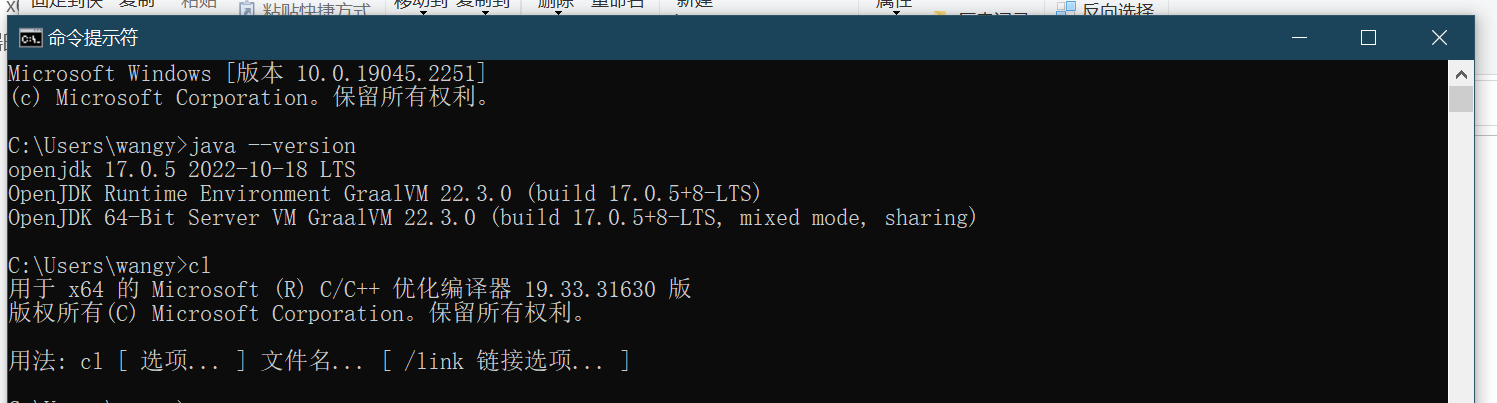 固定到快 复制 粘贴 粘贴快捷方式 移动到 复制到 删除 重命名 新建 属性 历史记录 反向选择
命令提示符
Microsoft Windows [版本 10.0.19045.2251]
(c) Microsoft Corporation。保留所有权利。
C:\Users\wangy>java --version
openjdk 17.0.5 2022-10-18 LTS
OpenJDK Runtime Environment GraalVM 22.3.0 (build 17.0.5+8-LTS)
OpenJDK 64-Bit Server VM GraalVM 22.3.0 (build 17.0.5+8-LTS, mixed mode, sharing)
C:\Users\wangy>cl
用于 x64 的 Microsoft (R) C/C++ 优化编译器 19.33.31630 版
版权所有(C) Microsoft Corporation。保留所有权利。
用法: cl [ 选项... ] 文件名... [ /link 链接选项... ]